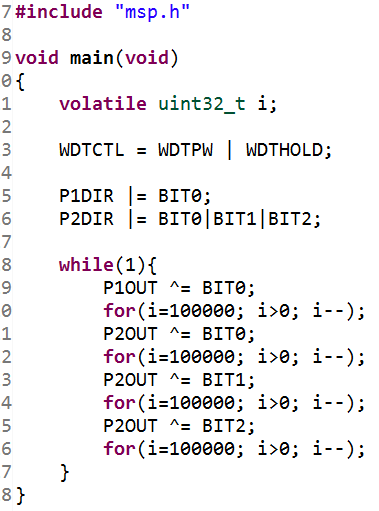 7 #include "msp.h"
8
9 void main(void)
0 {
1     volatile uint32_t i;
2
3     WDTCTL = WDTPW | WDTHOLD;
4
5     P1DIR |= BIT0;
6     P2DIR |= BIT0|BIT1|BIT2;
7
8     while(1){
9         P1OUT ^= BIT0;
0         for(i=100000; i>0; i--);
1         P2OUT ^= BIT0;
2         for(i=100000; i>0; i--);
3         P2OUT ^= BIT1;
4         for(i=100000; i>0; i--);
5         P2OUT ^= BIT2;
6         for(i=100000; i>0; i--);
7     }
8 }